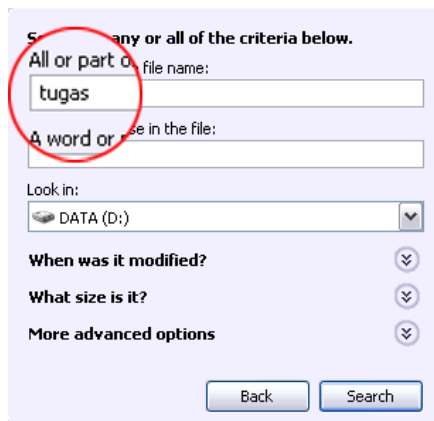 S any or all of the criteria below.
All or part o file name:
tugas
A word or se in the file:
Look in:
DATA (D:)
When was it modified?
What size is it?
More advanced options
Back Search